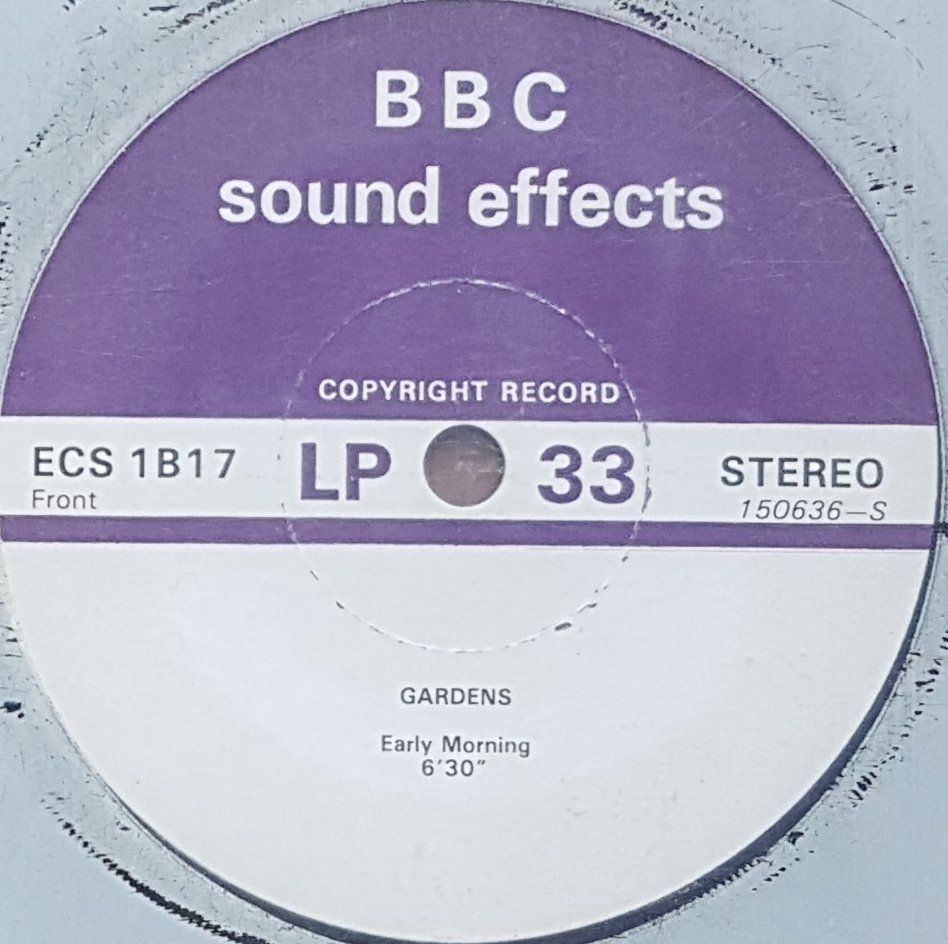 BBC
sound effects
COPYRIGHT RECORD
ECS 1B17 LP 33 STEREO
Front 150636–S
GARDENS
Early Morning
6'30"